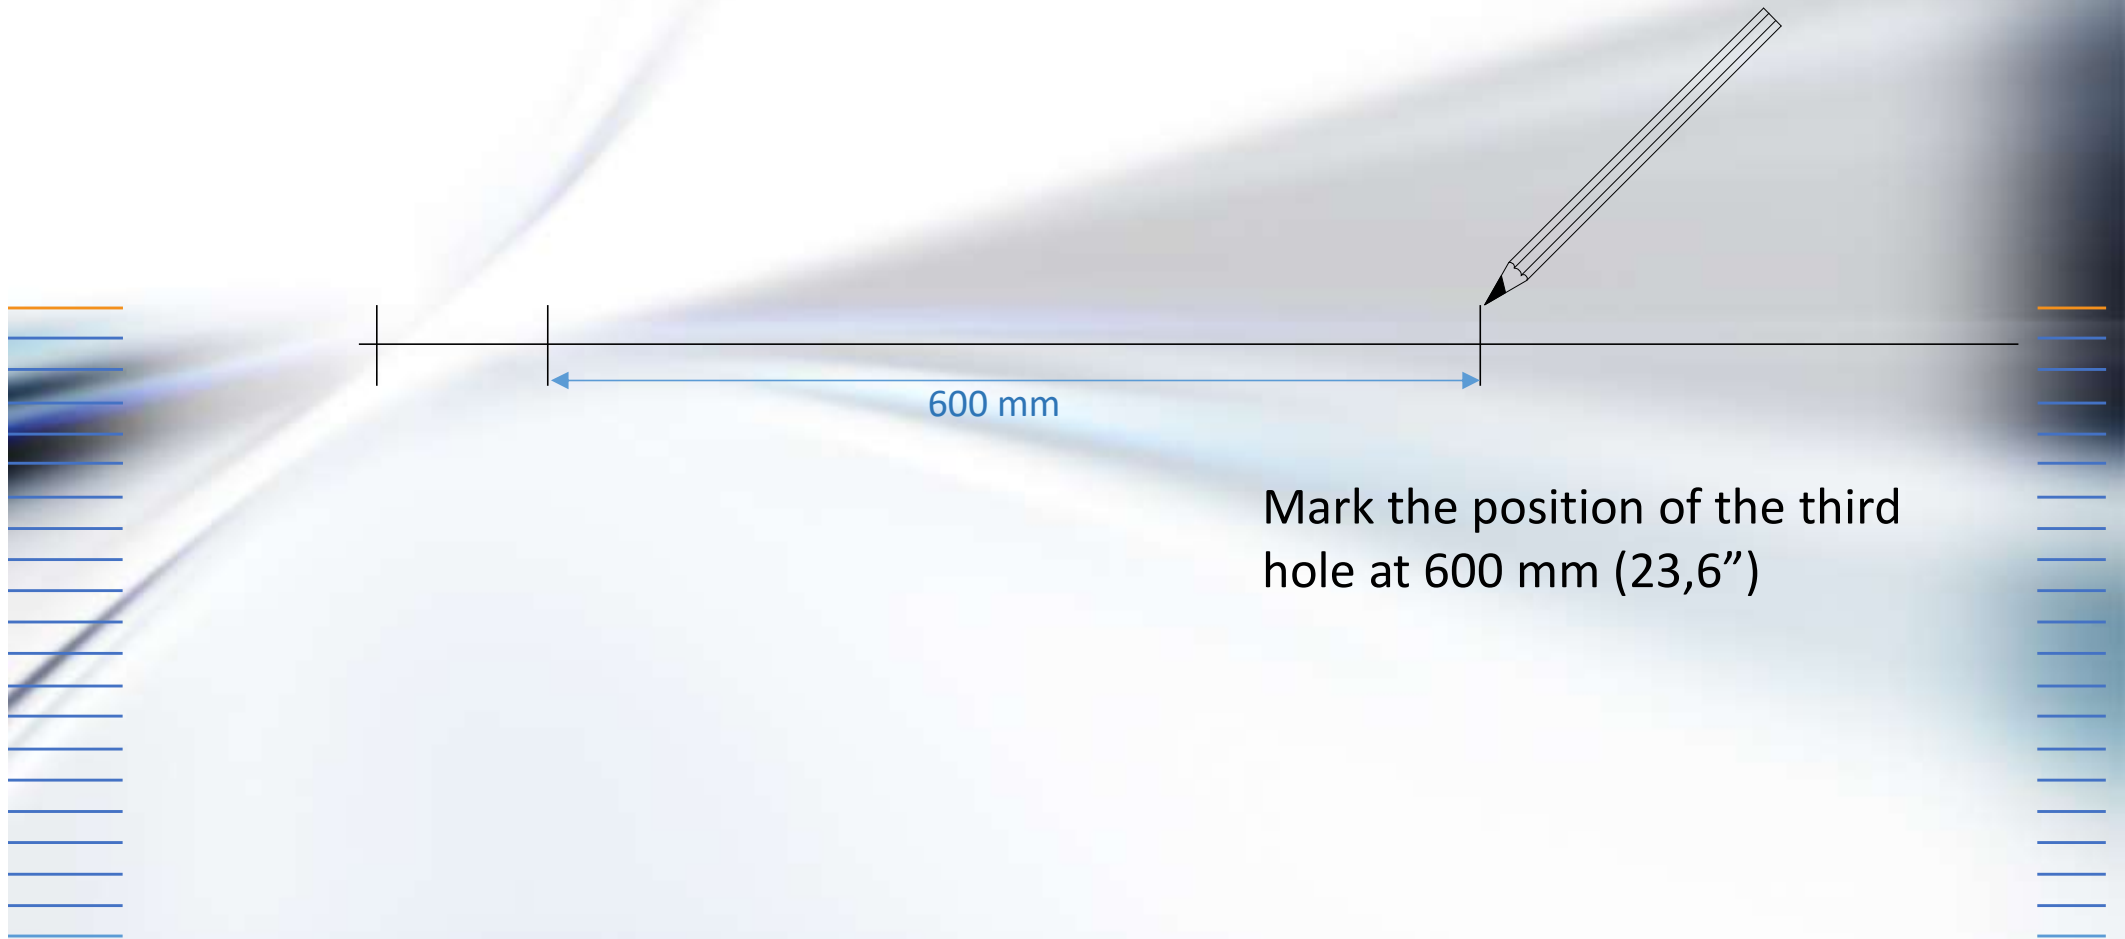 600 mm
Mark the position of the third
hole at 600 mm (23,6”)